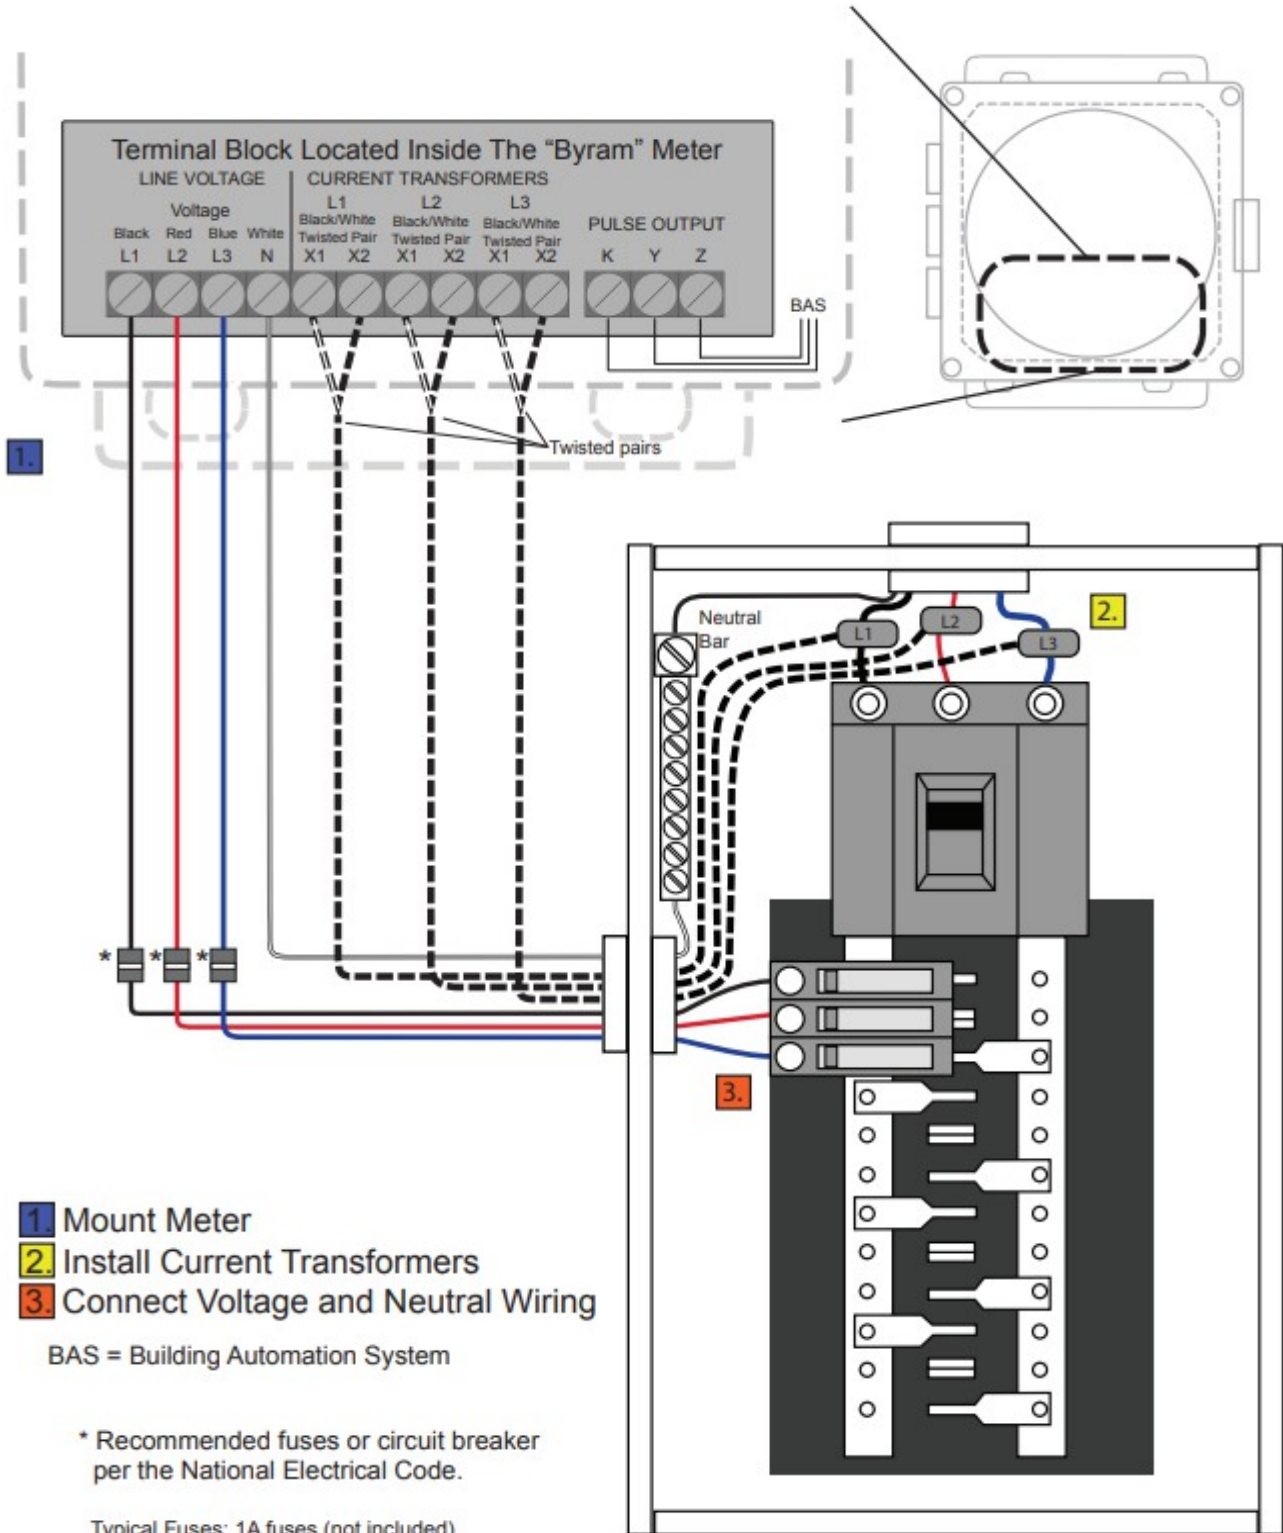 Terminal Block Located Inside The “Byram” Meter
LINE VOLTAGE
CURRENT TRANSFORMERS
Voltage
Black Red Blue White
L1 L2 L3 N
L1
Black/White
Twisted Pair
X1 X2
L2
Black/White
Twisted Pair
X1 X2
L3
Black/White
Twisted Pair
X1 X2
PULSE OUTPUT
K Y Z
BAS
Twisted pairs
1.
Neutral
Bar
L1
L2
L3
2.
* * *
3.
1. Mount Meter
2. Install Current Transformers
3. Connect Voltage and Neutral Wiring
BAS = Building Automation System
* Recommended fuses or circuit breaker
per the National Electrical Code.
Typical Fuses: 1A fuses (not included)